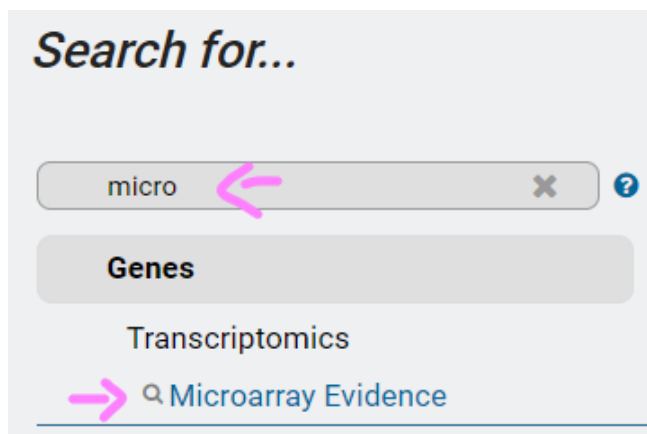 Search for...
micro
Genes
Transcriptomics
Microarray Evidence